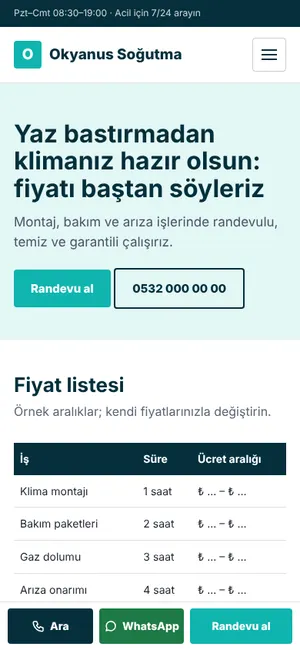 Pzt–Cmt 08:30–19:00 · Acil için 7/24 arayın
O Okyanus Soğutma
Yaz bastırmadan
klimanız hazır olsun:
fiyatı baştan söyleriz
Montaj, bakım ve arıza işlerinde randevulu,
temiz ve garantili çalışırız.
Randevu al 0532 000 00 00
Fiyat listesi
Örnek aralıklar; kendi fiyatlarınızla değiştirin.
İş Süre Ücret aralığı
Klima montajı 1 saat ₺ … – ₺ …
Bakım paketleri 2 saat ₺ … – ₺ …
Gaz dolumu 3 saat ₺ … – ₺ …
Arıza onarımı 4 saat ₺ … – ₺ …
Ara WhatsApp Randevu al